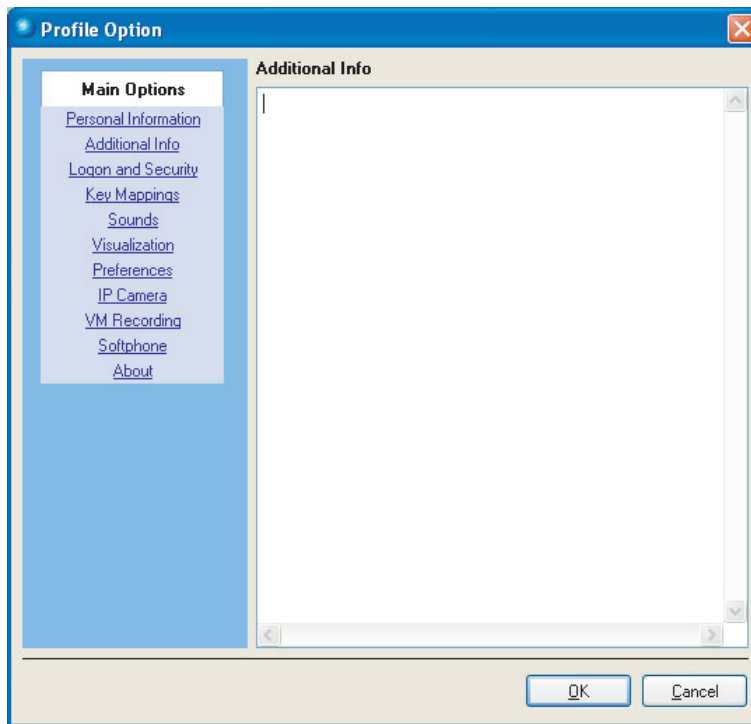 Profile Option
Main Options
Personal Information
Additional Info
Logon and Security
Key Mappings
Sounds
Visualization
Preferences
IP Camera
VM Recording
Softphone
About
Additional Info
OK
Cancel